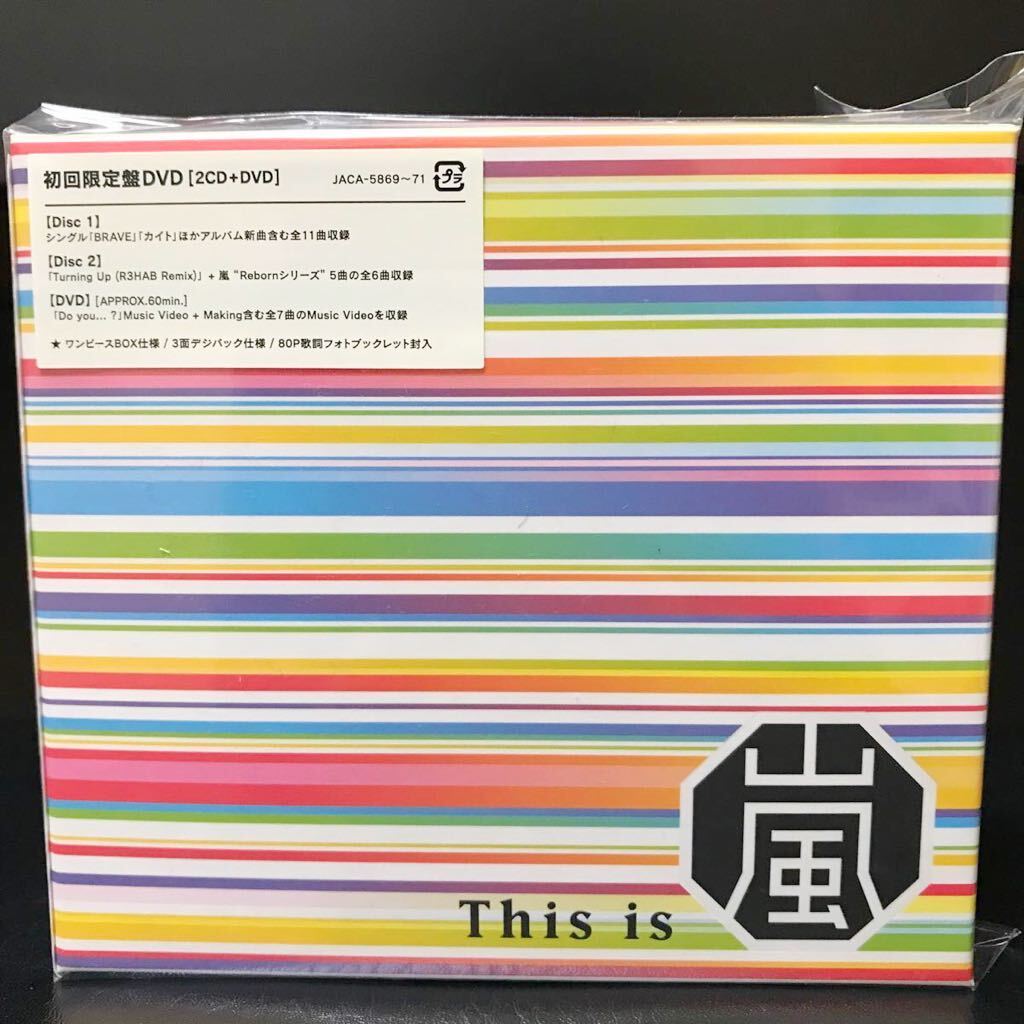 初回限定盤DVD [2CD+DVD] JACA-5869〜71 プラ
【Disc 1】
シングル「BRAVE」「カイト」ほかアルバム新曲含む全11曲収録
【Disc 2】
「Turning Up (R3HAB Remix)」 + 嵐 “Rebornシリーズ” 5曲の全6曲収録
【DVD】 [APPROX.60min.]
「Do you... ?」Music Video + Making含む全7曲のMusic Videoを収録
★ ワンピースBOX仕様 / 3面デジパック仕様 / 80P歌詞フォトブックレット封入
This is 嵐